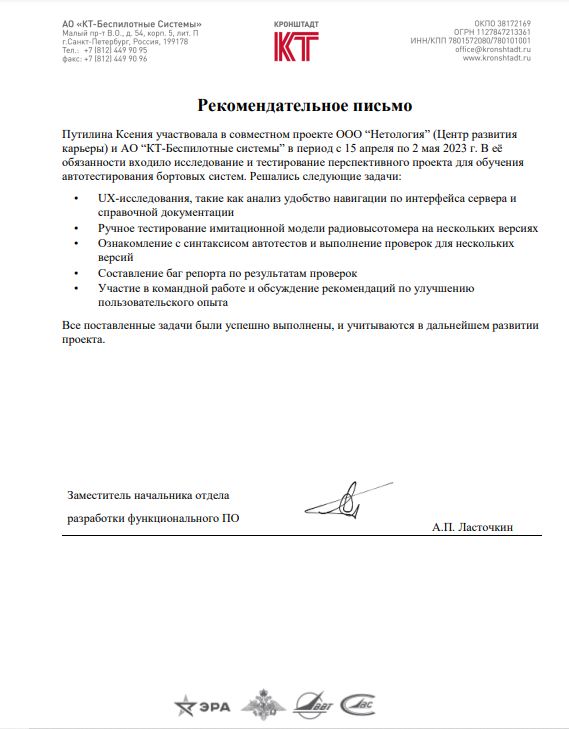 АО «КТ-Беспилотные Системы»
Малый пр-т В.О., д. 54, корп. 5, лит. П
г.Санкт-Петербург, Россия, 199178
Тел.: +7 (812) 449 90 95
факс: +7 (812) 449 90 96
КРОНШТАДТ
КТ
ОКПО 38172169
ОГРН 1127847213361
ИНН/КПП 7801572080/780101001
office@kronshtadt.ru
www.kronshtadt.ru
Рекомендательное письмо
Путилина Ксения участвовала в совместном проекте ООО “Нетология” (Центр развития
карьеры) и АО “КТ-Беспилотные системы” в период с 15 апреля по 2 мая 2023 г. В её
обязанности входило исследование и тестирование перспективного проекта для обучения
автотестирования бортовых систем. Решались следующие задачи:
• UX-исследования, такие как анализ удобство навигации по интерфейса сервера и
справочной документации
• Ручное тестирование имитационной модели радиовысотомера на нескольких версиях
• Ознакомление с синтаксисом автотестов и выполнение проверок для нескольких
версий
• Составление баг репорта по результатам проверок
• Участие в командной работе и обсуждение рекомендаций по улучшению
пользовательского опыта
Все поставленные задачи были успешно выполнены, и учитываются в дальнейшем развитии
проекта.
Заместитель начальника отдела
разработки функционального ПО
А.П. Ласточкин
ЭРА